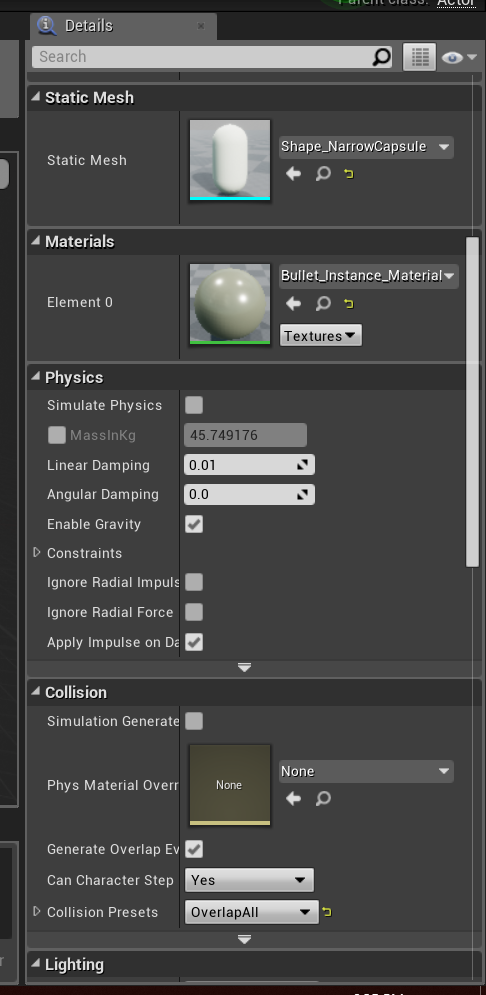 Parent class: Actor
Details
Search
Static Mesh
Static Mesh
Shape_NarrowCapsule
Materials
Element 0
Bullet_Instance_Material
Textures
Physics
Simulate Physics
MassInKg
45.749176
Linear Damping
0.01
Angular Damping
0.0
Enable Gravity
Constraints
Ignore Radial Impuls
Ignore Radial Force
Apply Impulse on Da
Collision
Simulation Generate
Phys Material Overr
None
None
Generate Overlap Ev
Can Character Step
Yes
Collision Presets
OverlapAll
Lighting